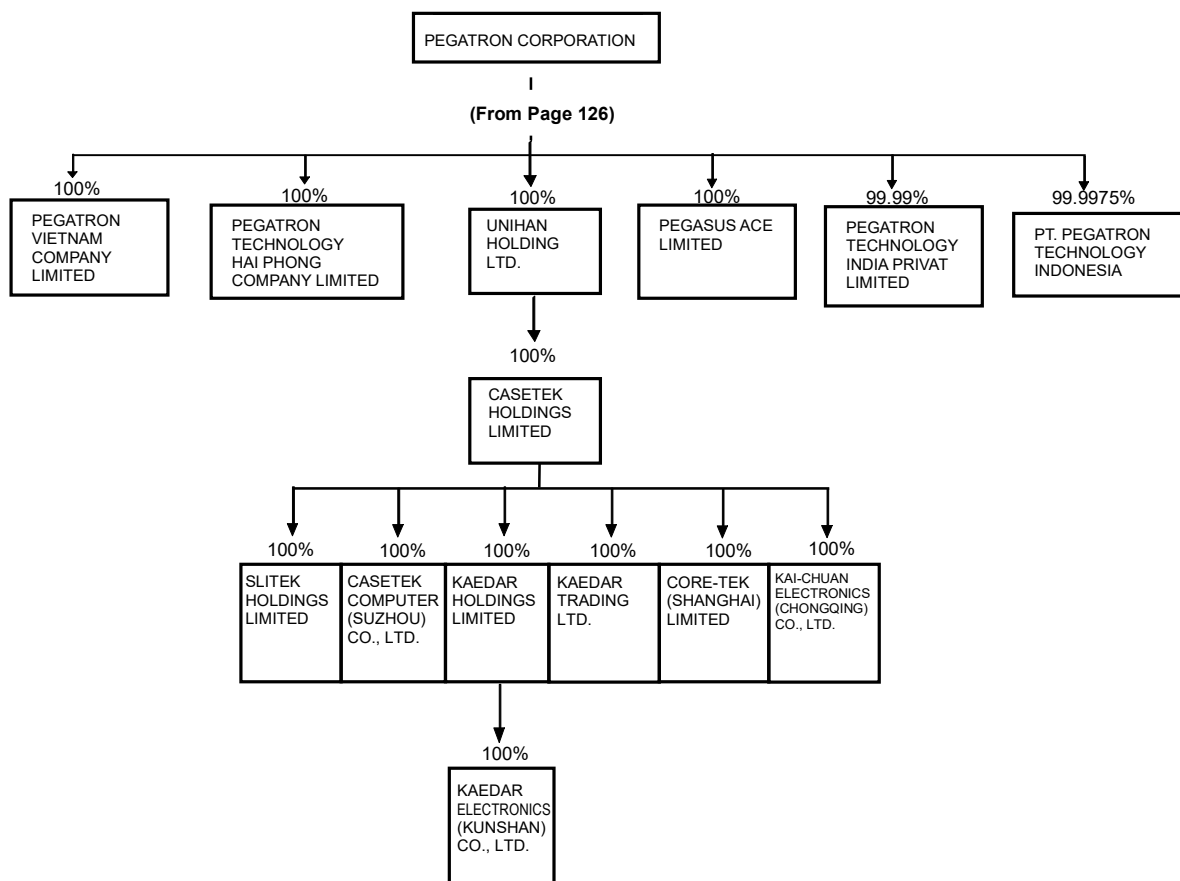 PEGATRON CORPORATION
(From Page 126)
100%
100%
100%
100%
99.99%
99.9975%
PEGATRON
VIETNAM
COMPANY
LIMITED
PEGATRON
TECHNOLOGY
HAI PHONG
COMPANY LIMITED
UNIHAN
HOLDING
LTD.
PEGASUS ACE
LIMITED
PEGATRON
TECHNOLOGY
INDIA PRIVAT
LIMITED
PT. PEGATRON
TECHNOLOGY
INDONESIA
100%
CASETEK
HOLDINGS
LIMITED
100%
100%
100%
100%
100%
100%
SLITEK
HOLDINGS
LIMITED
CASETEK
COMPUTER
(SUZHOU)
CO., LTD.
KAEDAR
HOLDINGS
LIMITED
KAEDAR
TRADING
LTD.
CORE-TEK
(SHANGHAI)
LIMITED
KAI-CHUAN
ELECTRONICS
(CHONGQING)
CO., LTD.
100%
KAEDAR
ELECTRONICS
(KUNSHAN)
CO., LTD.